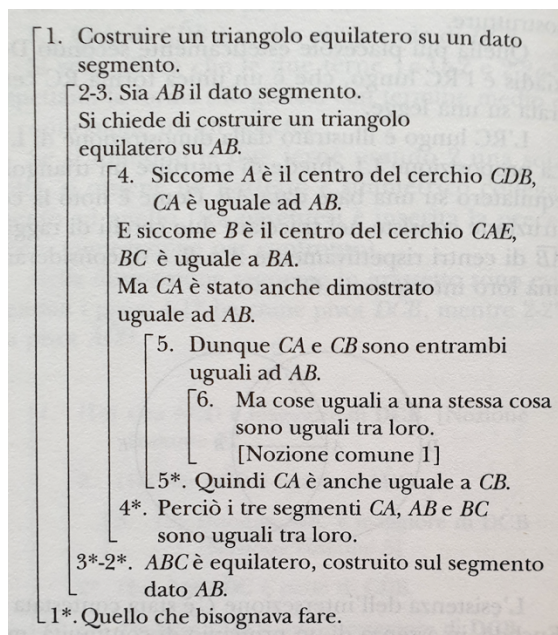 1. Costruire un triangolo equilatero su un dato
segmento.
2-3. Sia AB il dato segmento.
Si chiede di costruire un triangolo
equilatero su AB.
4. Siccome A è il centro del cerchio CDB,
CA è uguale ad AB;
E siccome B è il centro del cerchio CAE,
BC è uguale a BA.
Ma CA è stato anche dimostrato
uguale ad AB.
5. Dunque CA e CB sono entrambi
uguali ad AB.
6. Ma cose uguali a una stessa cosa
sono uguali tra loro.
[Nozione comune 1]
5*. Quindi CA è anche uguale a CB.
4*. Perciò i tre segmenti CA, AB e BC
sono uguali tra loro.
3*-2*. ABC è equilatero, costruito sul segmento
dato AB.
1*. Quello che bisognava fare.